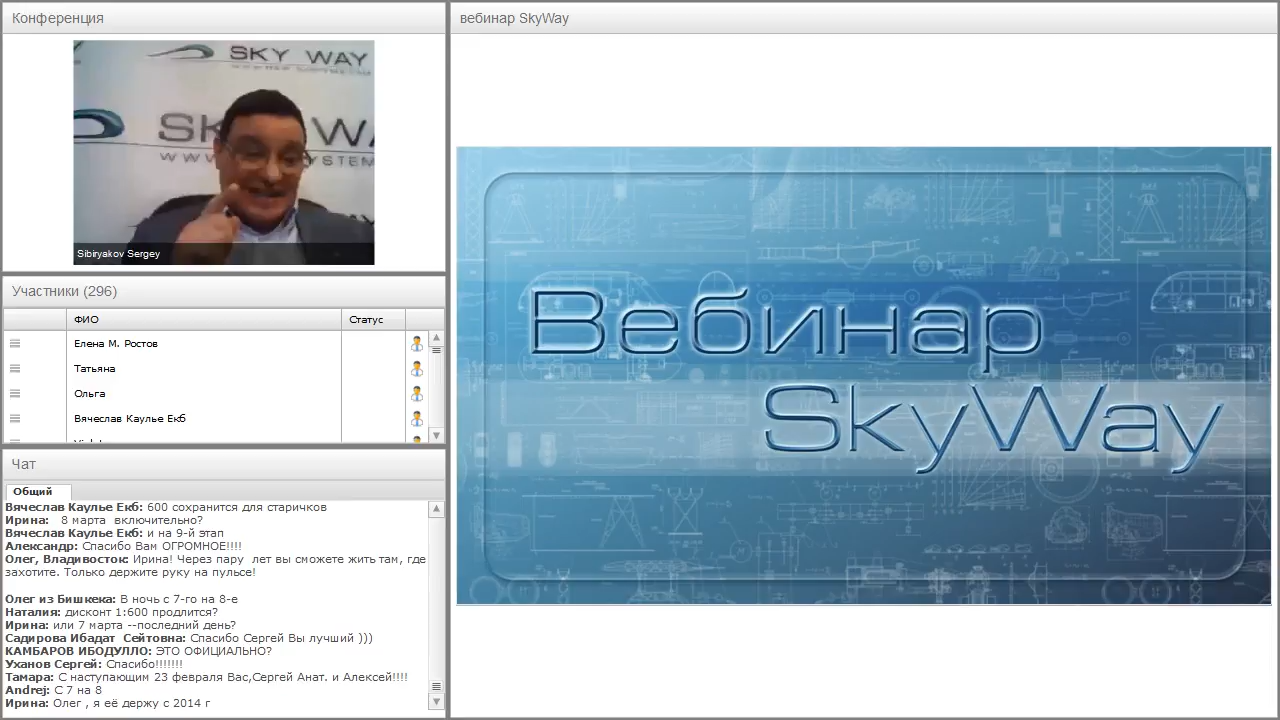 Конференция
SKY WAY
SK
WA
WWW
SYSTEM
Sibiryakov Sergey
Участники (296)
ФИО
Статус
Елена М. Ростов
Татьяна
Ольга
Вячеслав Каулье Екб
Чат
Общий
Вячеслав Каулье Екб: 600 сохранится для старичков
Ирина: 8 марта включительно?
Вячеслав Каулье Екб: и на 9-й этап
Александр: Спасибо Вам ОГРОМНОЕ!!!!
Олег, Владивосток: Ирина! Через пару лет вы сможете жить там, где
захотите. Только держите руку на пульсе!
Олег из Бишкека: В ночь с 7-го на 8-е
Наталия: дисконт 1:600 продлится?
Ирина: или 7 марта --последний день?
Садирова Ибадат Сейтовна: Спасибо Сергей Вы лучший )))
КАМБАРОВ ИБОДУЛЛО: ЭТО ОФИЦИАЛЬНО?
Уханов Сергей: Спасибо!!!!!!!
Тамара: С наступающим 23 февраля Вас,Сергей Анат. и Алексей!!!!
Andrej: С 7 на 8
Ирина: Олег , я её держу с 2014 г
вебинар SkyWay
Вебинар
SkyWay